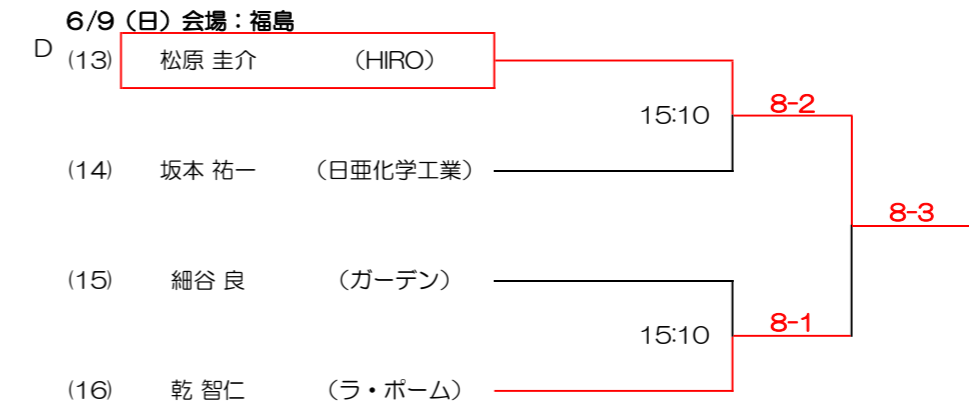 6/9（日）会場：福島
D (13) 松原 圭介 （HIRO）
15:10 8-2
(14) 坂本 祐一 （日亜化学工業）
8-3
(15) 細谷 良 （ガーデン）
15:10 8-1
(16) 乾 智仁 （ラ・ポーム）